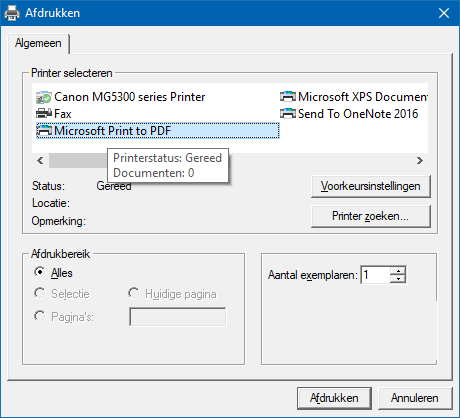 Afdrukken
Algemeen
Printer selecteren
Canon MG5300 series Printer
Microsoft XPS Document
Fax
Send To OneNote 2016
Microsoft Print to PDF
Printerstatus: Gereed
Documenten: 0
Status: Gereed
Voorkeursinstellingen
Locatie:
Opmerking:
Printer zoeken...
Afdrukbereik
Alles
Aantal exemplaren: 1
Selectie
Huidige pagina
Pagina's:
Afdrukken
Annuleren